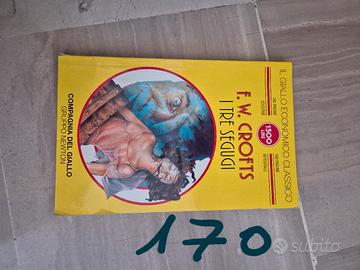 IL GIALLO ECONOMICO CLASSICO
1500
LIRE
F. W. CROFTS
I TRE SEGUGI
COMPAGNIA DEL GIALLO
GRUPPO NEWTON
170
subito